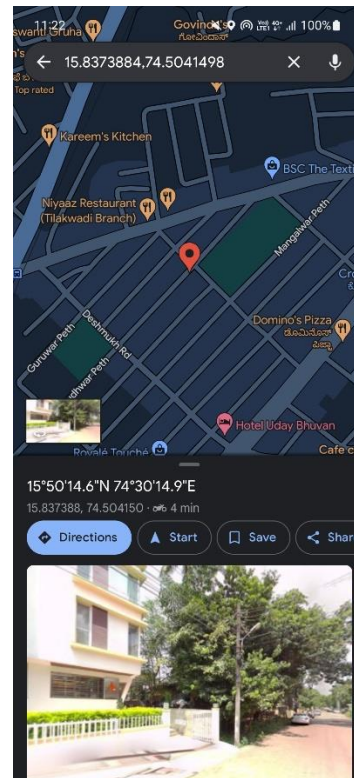 11:22
100%
Govind's
ಗೋವಿಂದಾಸ್
swanti Gruha
15.8373884,74.5041498
Top rated
Kareem's Kitchen
BSC The Text
Niyaaz Restaurant
(Tilakwadi Branch)
Mangalwar Peth
Domino's Pizza
ಡೊಮಿನೋಸ್
ಪಿಜ್ಜಾ
Deshmukh Rd
Guruwar Peth
dhwar Peth
Hotel Uday Bhuvan
Royale Touché
Cafe c
15°50'14.6"N 74°30'14.9"E
15.837388, 74.504150 · 4 min
Directions
Start
Save
Shar